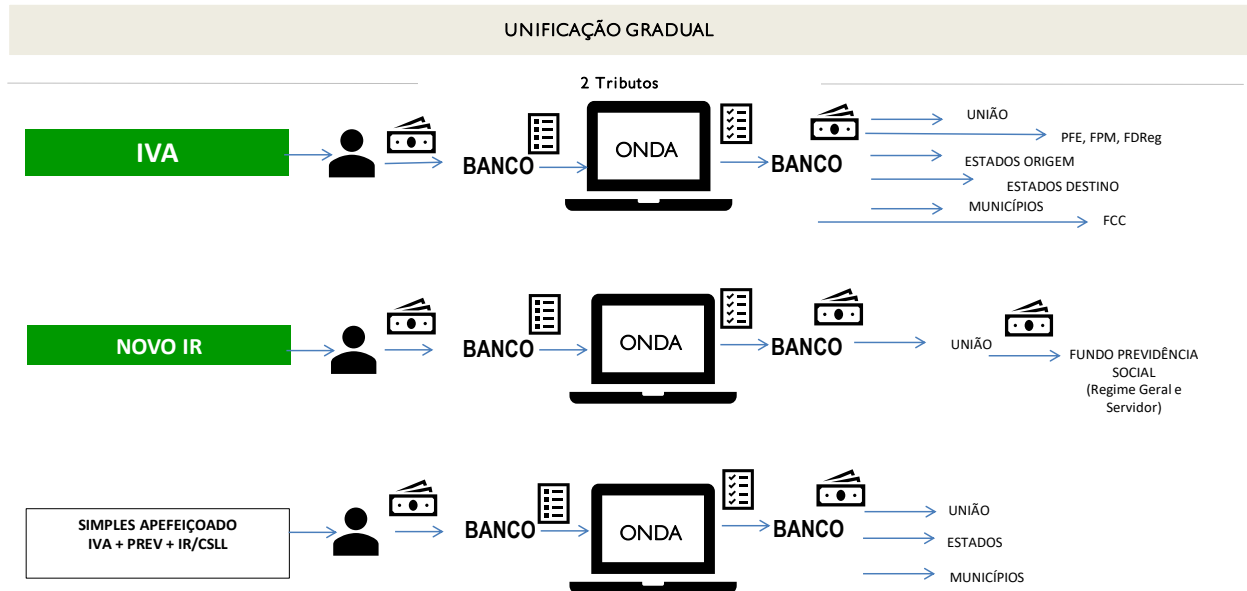 UNIFICAÇÃO GRADUAL
2 Tributos
IVA
BANCO
ONDA
BANCO
UNIÃO
PFE, FPM, FDReg
ESTADOS ORIGEM
ESTADOS DESTINO
MUNICÍPIOS
FCC
NOVO IR
BANCO
ONDA
BANCO
UNIÃO
FUNDO PREVIDÊNCIA
SOCIAL
(Regime Geral e
Servidor)
SIMPLES APEFEIÇOADO
IVA + PREV + IR/CSLL
BANCO
ONDA
BANCO
UNIÃO
ESTADOS
MUNICÍPIOS